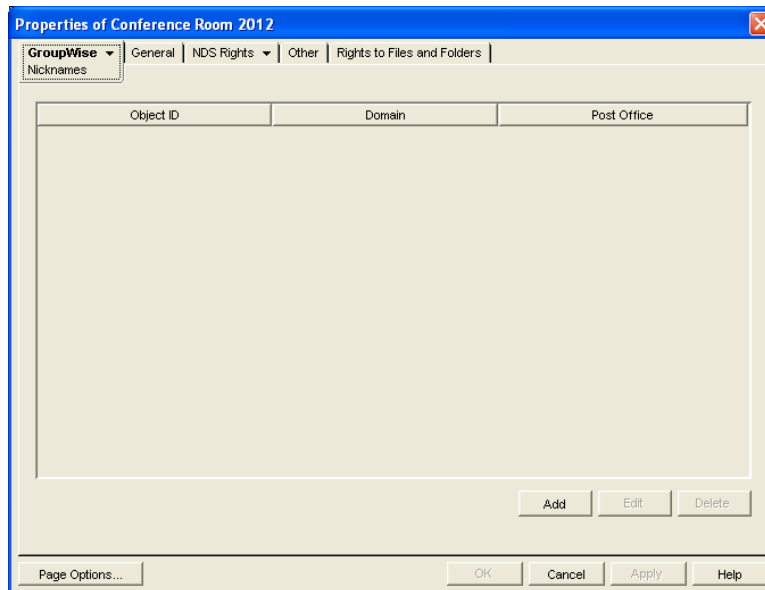 Properties of Conference Room 2012
GroupWise General NDS Rights Other Rights to Files and Folders
Nicknames
Object ID Domain Post Office
Add Edit Delete
Page Options... OK Cancel Apply Help